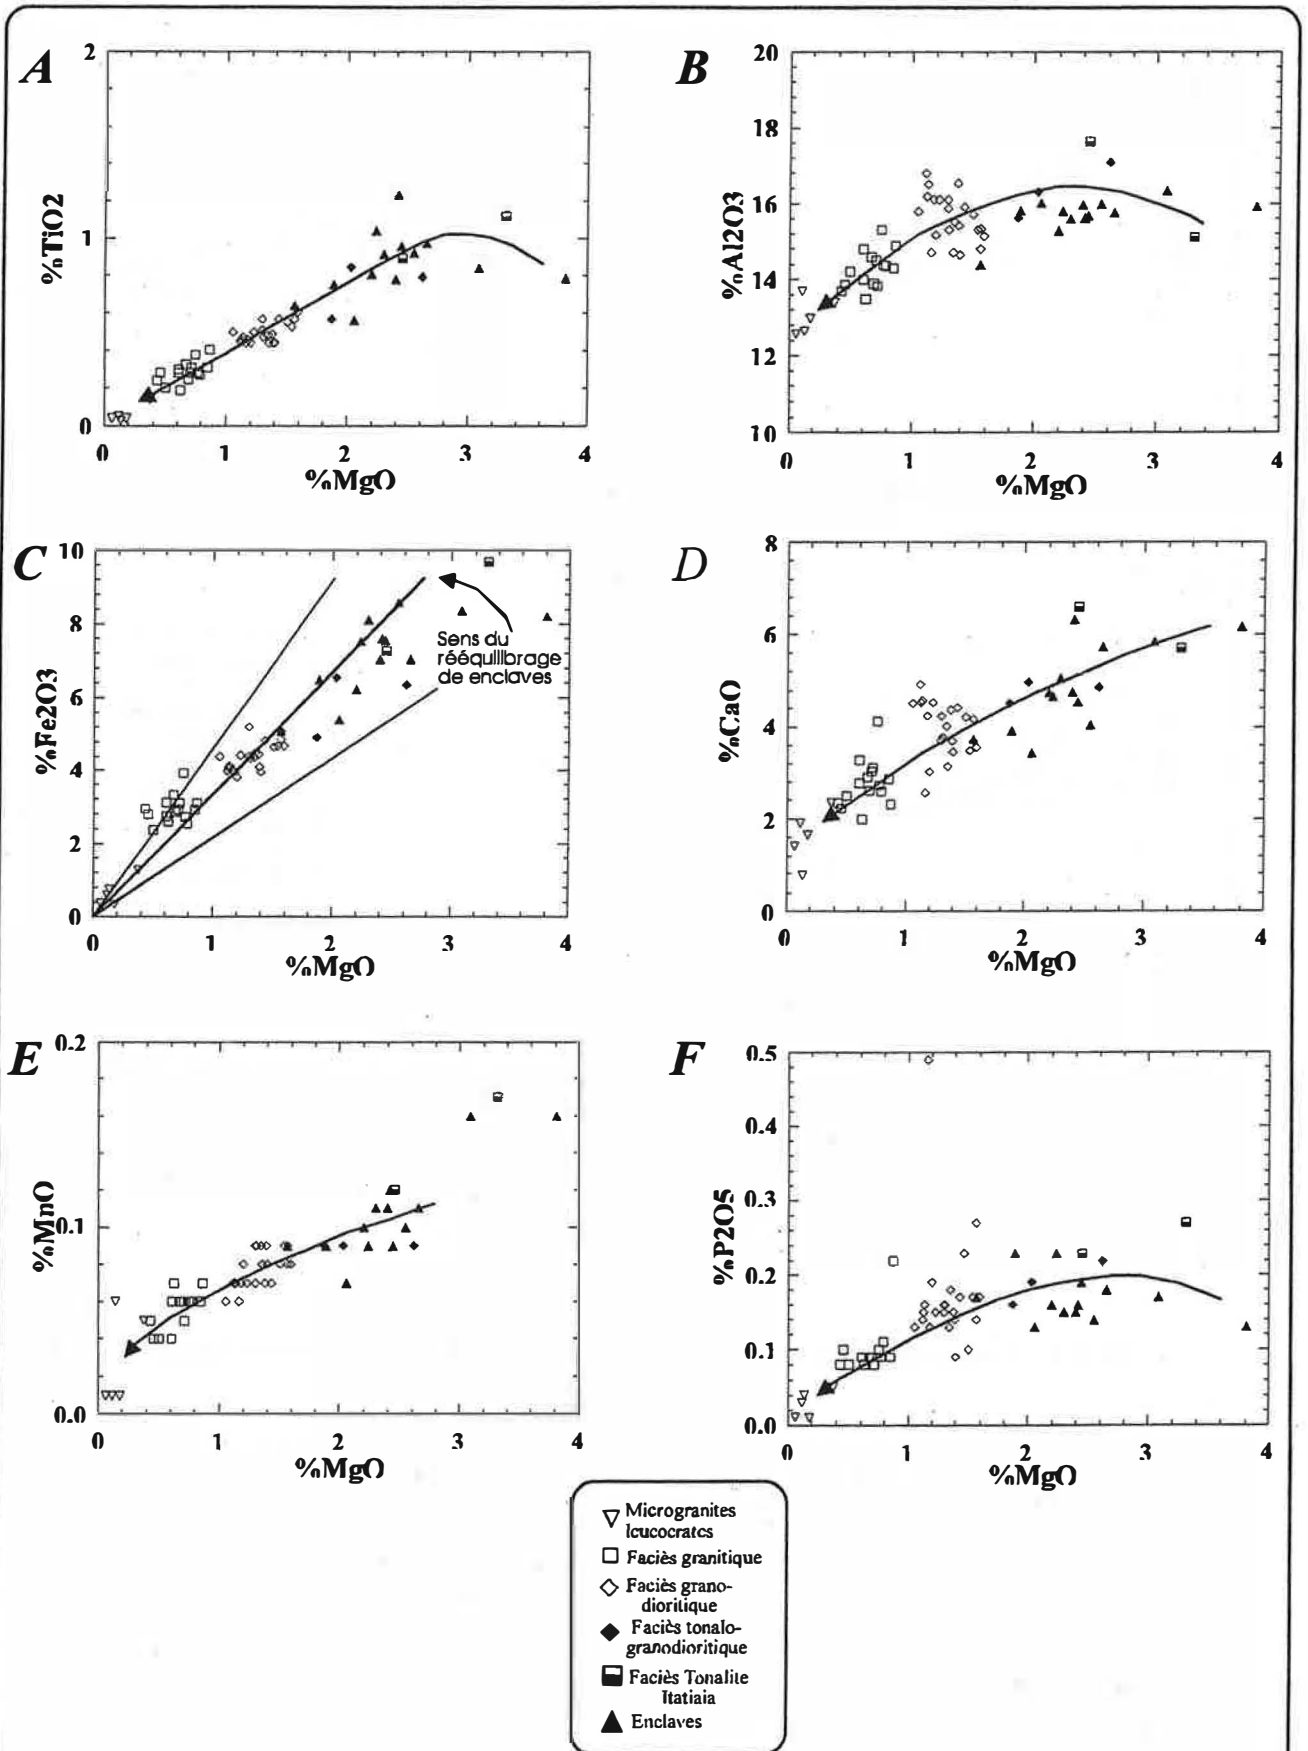 A
2
1
0
%TiO2
0
1
2
3
4
%MgO
B
20
18
16
14
12
10
%Al2O3
0
1
2
3
4
%MgO
C
10
8
6
4
2
0
%Fe2O3
Sens du
rééquilibrage
de enclaves
0
1
2
3
4
%MgO
D
8
6
4
2
0
%CaO
0
1
2
3
4
%MgO
E
0.2
0.1
0.0
%MnO
0
1
2
3
4
%MgO
F
0.5
0.4
0.3
0.2
0.1
0.0
%P2O5
0
1
2
3
4
%MgO
Microgranites
leucocrates
Faciès granitique
Faciès grano-
dioritique
Faciès tonalo-
granodioritique
Faciès Tonalite
Itatiaia
Enclaves